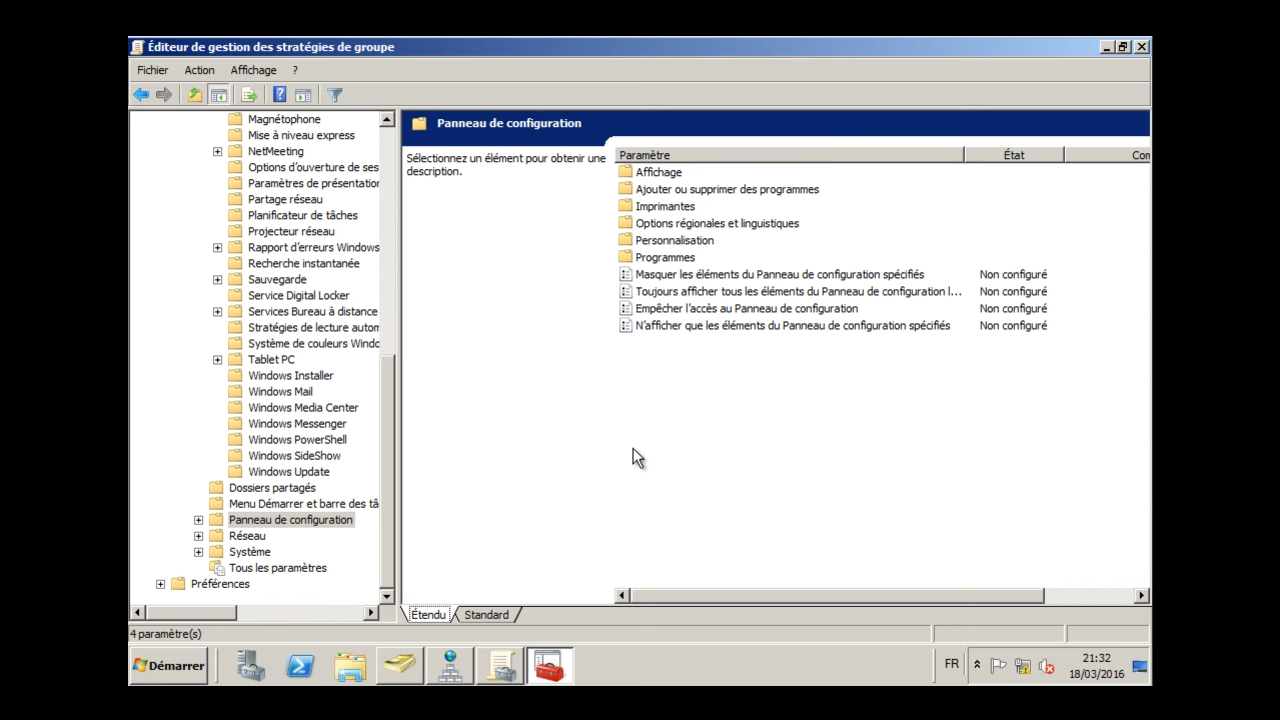 Éditeur de gestion des stratégies de groupe
Fichier Action Affichage ?
Magnétophone
Mise à niveau express
NetMeeting
Options d'ouverture de ses
Paramètres de présentation
Partage réseau
Planificateur de tâches
Projecteur réseau
Rapport d'erreurs Windows
Recherche instantanée
Sauvegarde
Service Digital Locker
Services Bureau à distance
Stratégies de lecture autom
Système de couleurs Windo
Tablet PC
Windows Installer
Windows Mail
Windows Media Center
Windows Messenger
Windows PowerShell
Windows SideShow
Windows Update
Dossiers partagés
Menu Démarrer et barre des tâ
Panneau de configuration
Réseau
Système
Tous les paramètres
Préférences
Panneau de configuration
Sélectionnez un élément pour obtenir une
description.
Paramètre État Con
Affichage
Ajouter ou supprimer des programmes
Imprimantes
Options régionales et linguistiques
Personnalisation
Programmes
Masquer les éléments du Panneau de configuration spécifiés Non configuré
Toujours afficher tous les éléments du Panneau de configuration l... Non configuré
Empêcher l'accès au Panneau de configuration Non configuré
N'afficher que les éléments du Panneau de configuration spécifiés Non configuré
Étendu Standard
4 paramètre(s)
Démarrer FR 21:32
18/03/2016